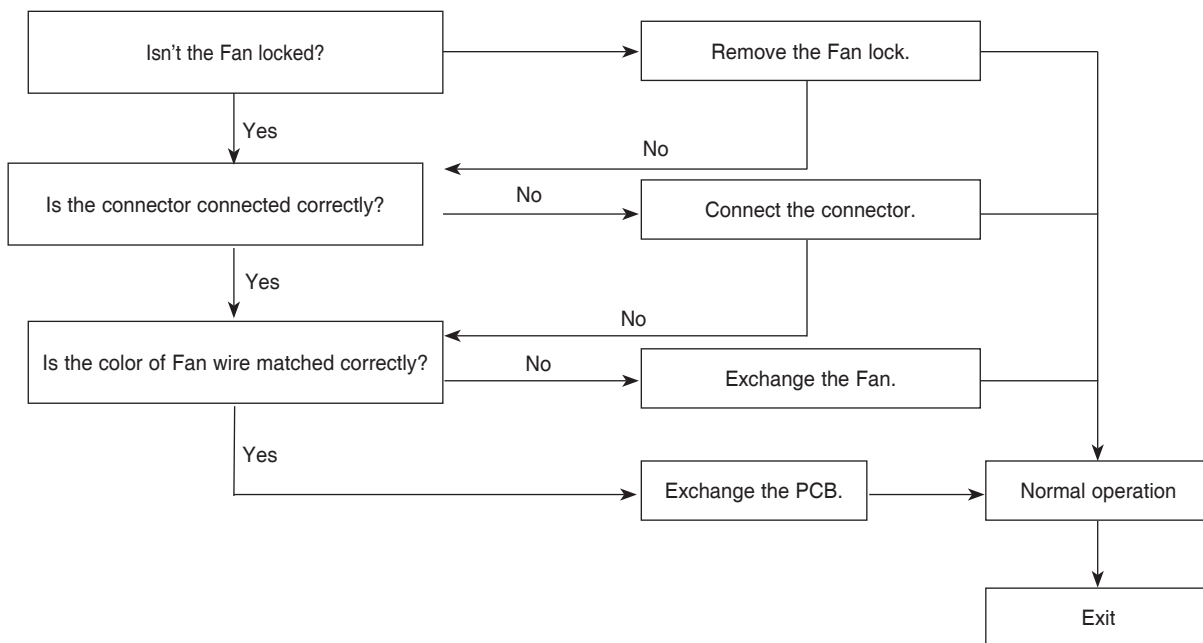 Isn't the Fan locked?
Remove the Fan lock.
Yes
No
Is the connector connected correctly?
No
Connect the connector.
Yes
No
Is the color of Fan wire matched correctly?
No
Exchange the Fan.
Yes
Exchange the PCB.
Normal operation
Exit